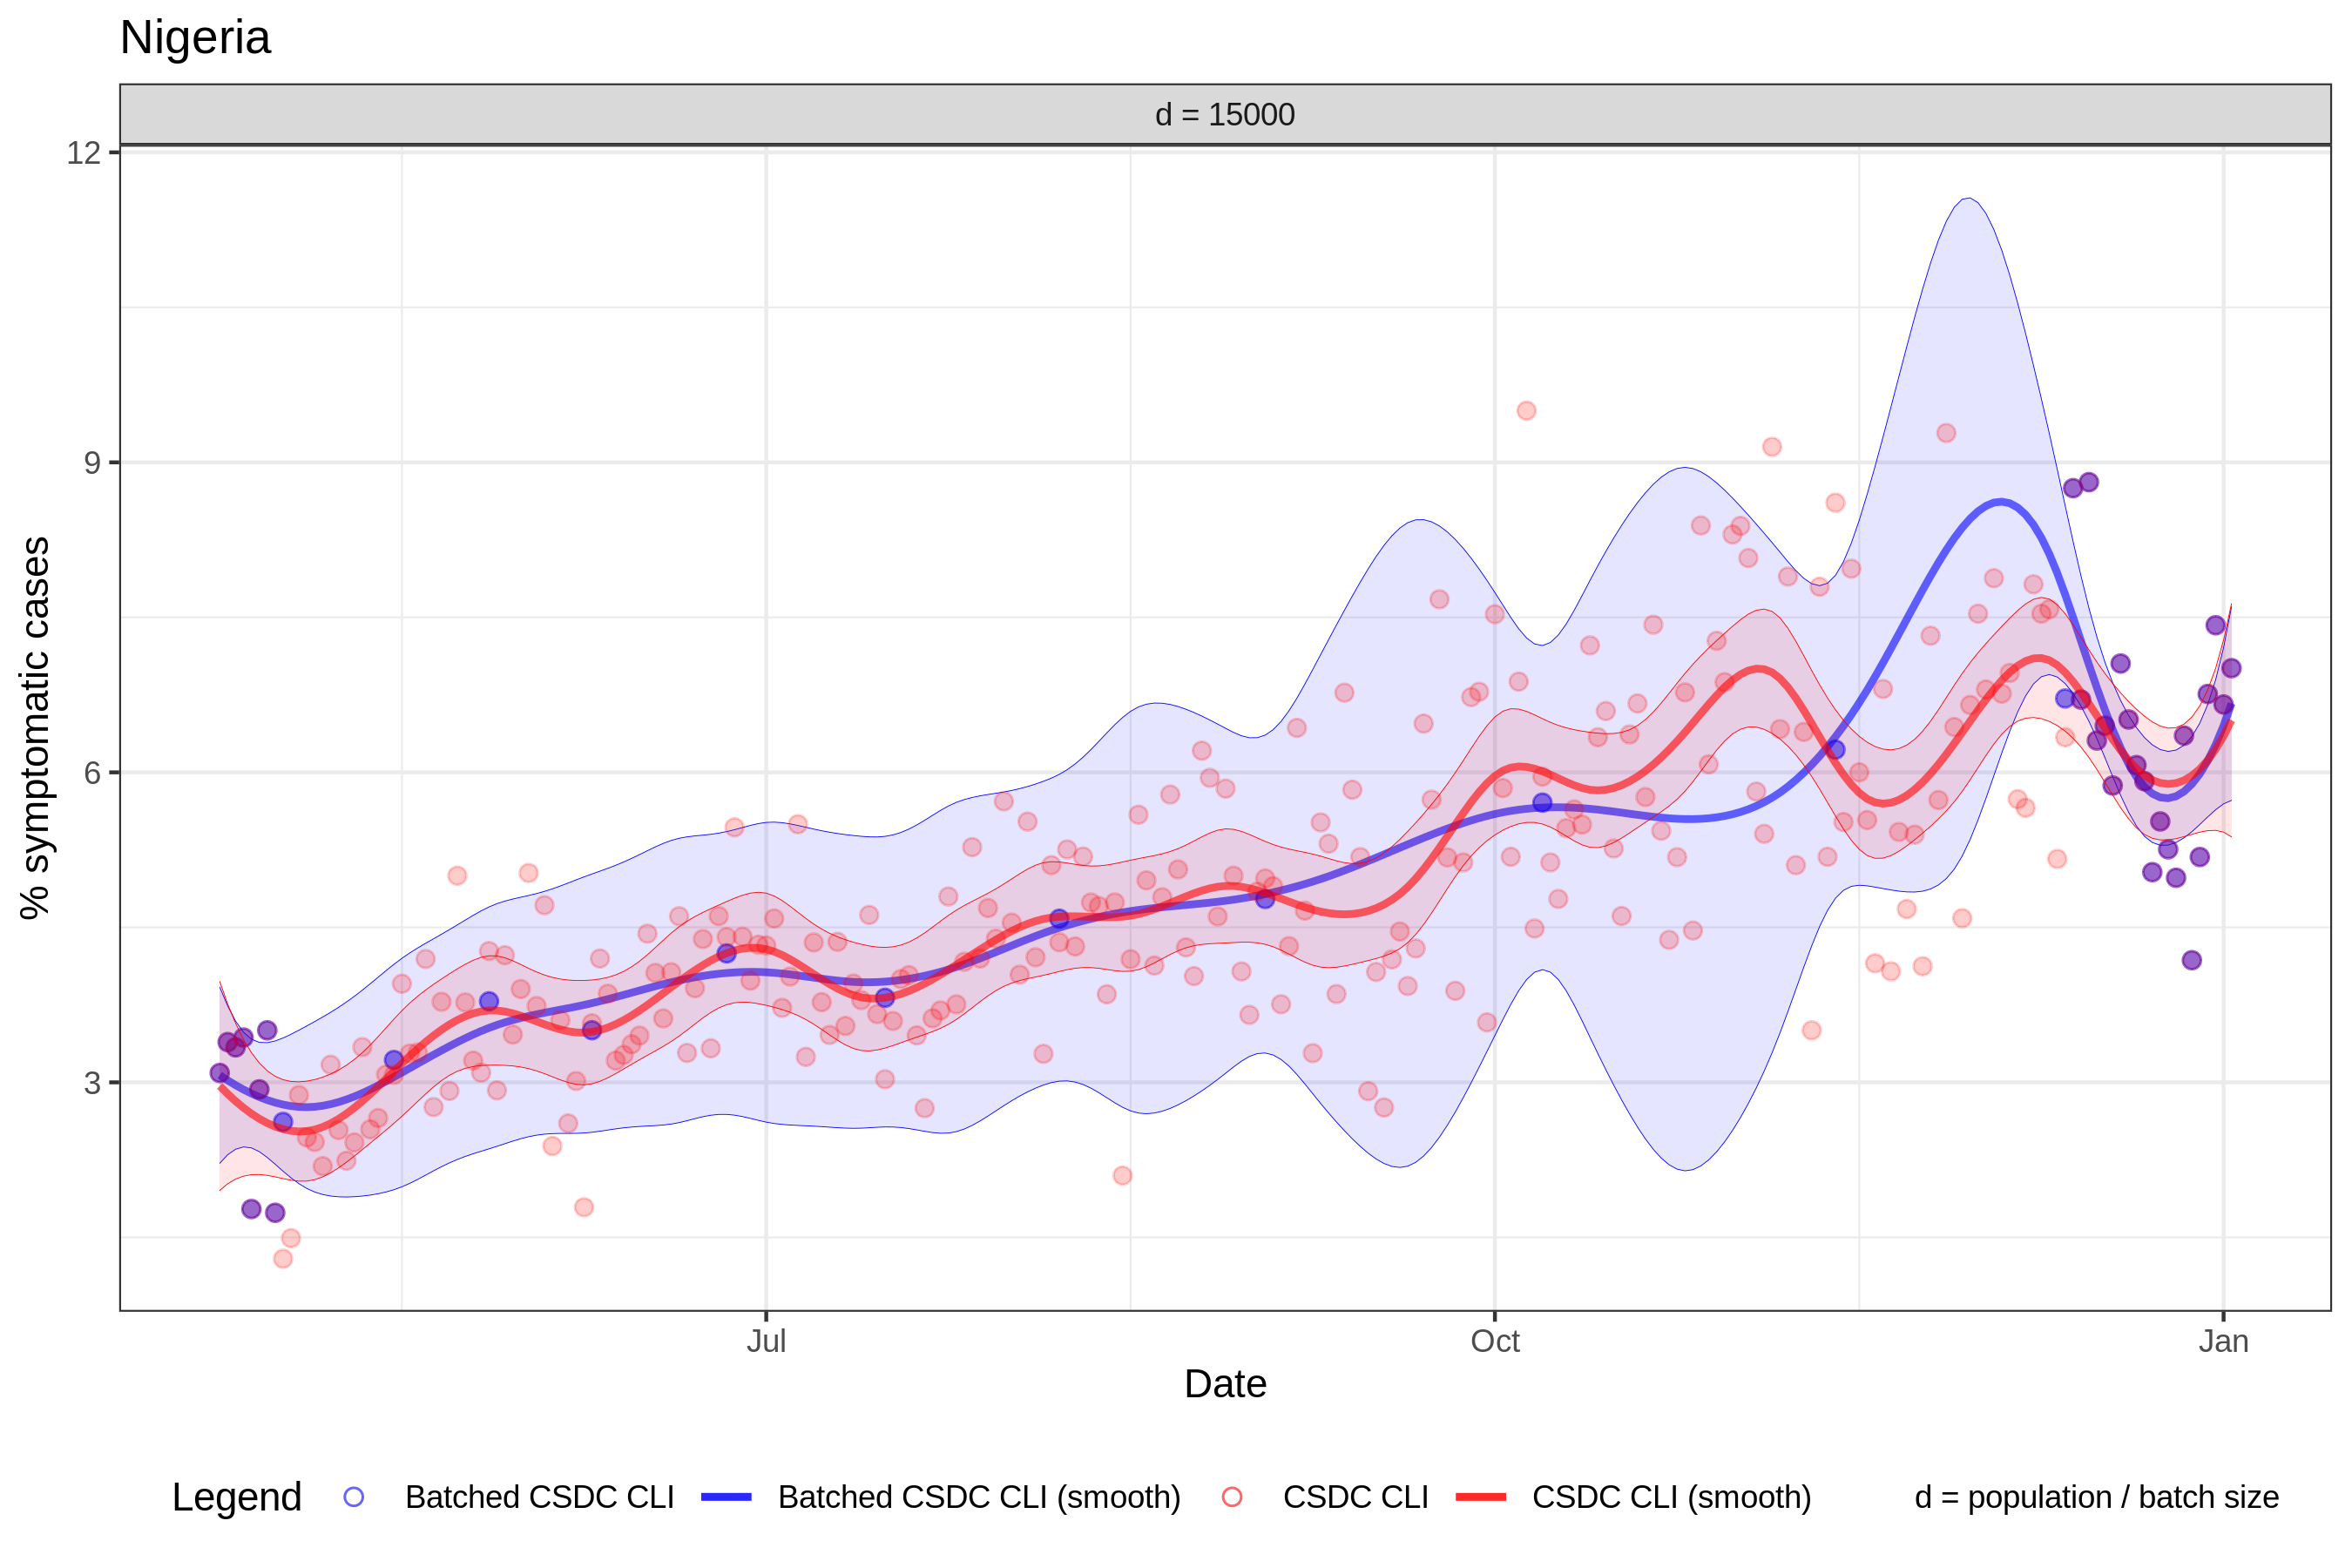 Nigeria
d = 15000
12
9
6
3
% symptomatic cases
Jul
Oct
Jan
Date
Legend
Batched CSDC CLI
Batched CSDC CLI (smooth)
CSDC CLI
CSDC CLI (smooth)
d = population / batch size